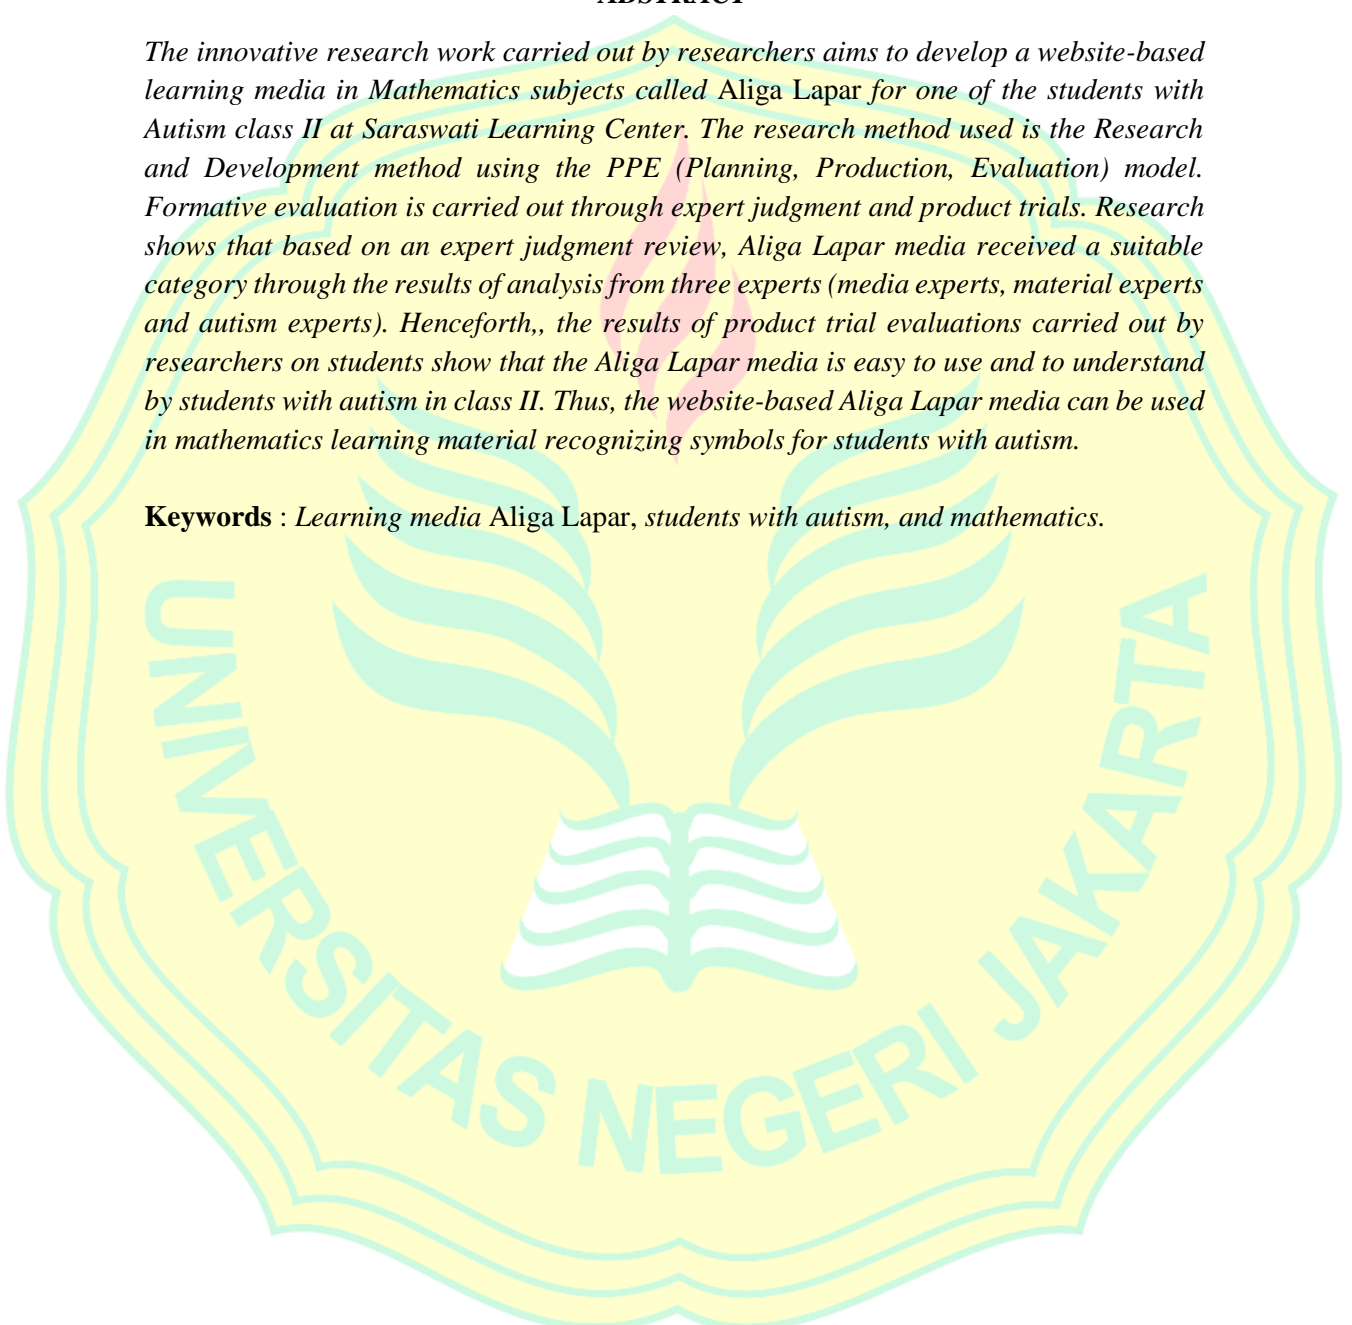 ABSTRACT
The innovative research work carried out by researchers aims to develop a website-based
learning media in Mathematics subjects called Aliga Lapar for one of the students with
Autism class II at Saraswati Learning Center. The research method used is the Research
and Development method using the PPE (Planning, Production, Evaluation) model.
Formative evaluation is carried out through expert judgment and product trials. Research
shows that based on an expert judgment review, Aliga Lapar media received a suitable
category through the results of analysis from three experts (media experts, material experts
and autism experts). Henceforth,, the results of product trial evaluations carried out by
researchers on students show that the Aliga Lapar media is easy to use and to understand
by students with autism in class II. Thus, the website-based Aliga Lapar media can be used
in mathematics learning material recognizing symbols for students with autism.
Keywords : Learning media Aliga Lapar, students with autism, and mathematics.
UNIVERSITAS NEGERI JAKARTA